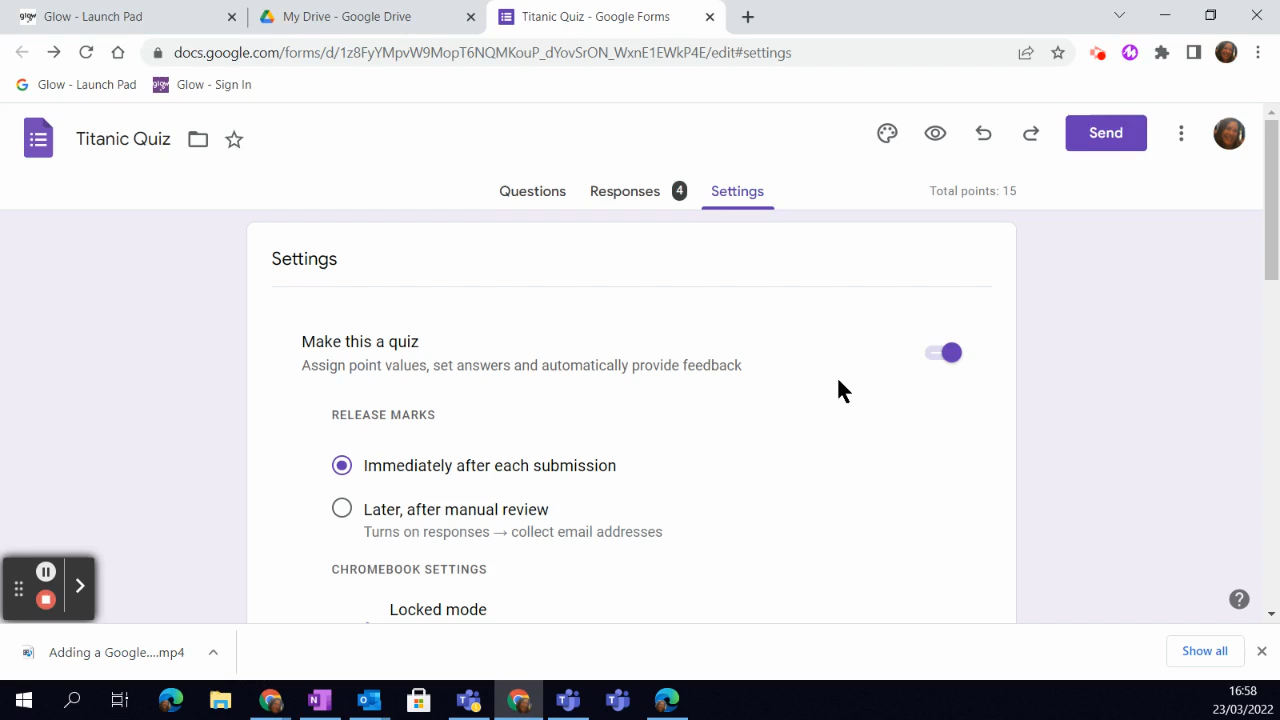 glow Glow - Launch Pad
My Drive - Google Drive
Titanic Quiz - Google Forms
docs.google.com/forms/d/1z8FyYMpvW9MopT6NQMKouP_dYovSrON_WxnE1EWkP4E/edit#settings
Glow - Launch Pad
glow Glow - Sign In
Titanic Quiz
Send
Questions
Responses 4
Settings
Total points: 15
Settings
Make this a quiz
Assign point values, set answers and automatically provide feedback
RELEASE MARKS
Immediately after each submission
Later, after manual review
Turns on responses → collect email addresses
CHROMEBOOK SETTINGS
Locked mode
Adding a Google....mp4
Show all
16:58
23/03/2022